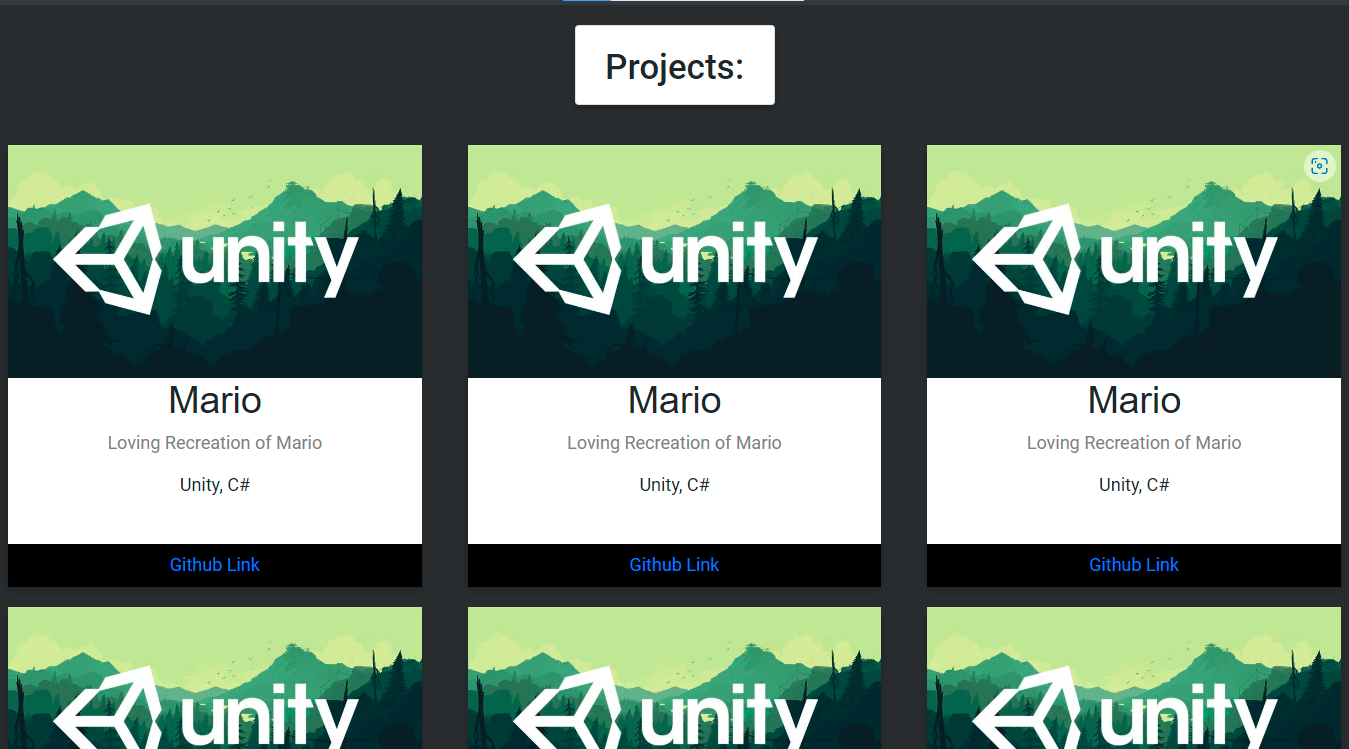 Projects:
unity
unity
unity
Mario
Mario
Mario
Loving Recreation of Mario
Loving Recreation of Mario
Loving Recreation of Mario
Unity, C#
Unity, C#
Unity, C#
Github Link
Github Link
Github Link
unity
unity
unity